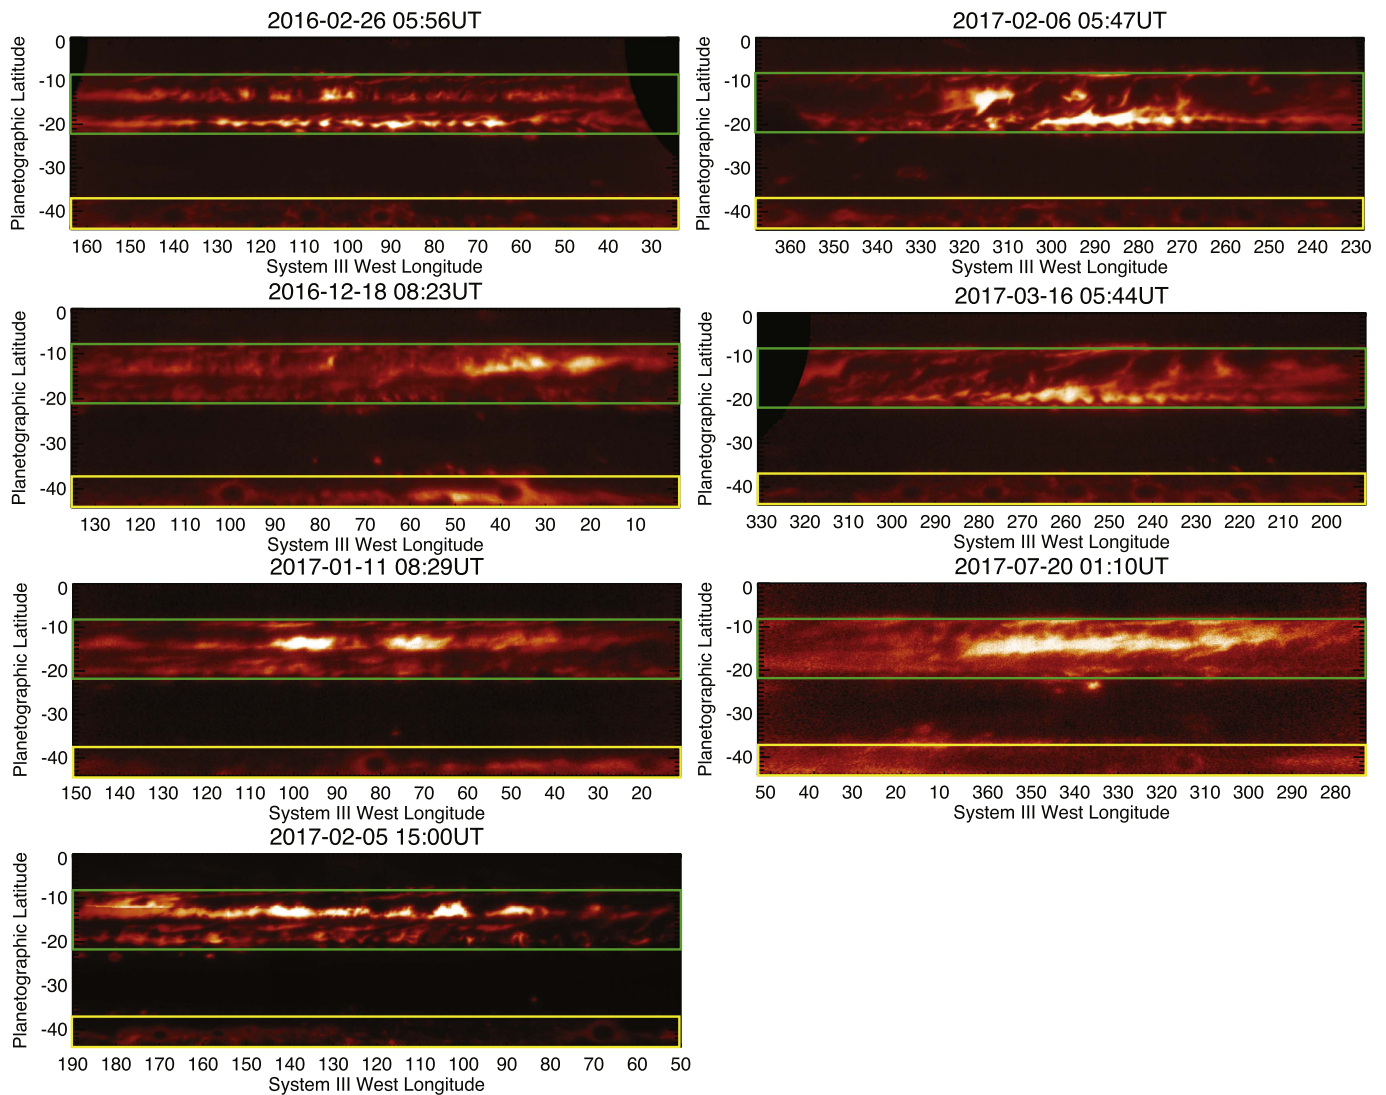 2016-02-26 05:56UT
Planetographic Latitude
0
-10
-20
-30
-40
160 150 140 130 120 110 100 90 80 70 60 50 40 30
System III West Longitude
2016-12-18 08:23UT
Planetographic Latitude
0
-10
-20
-30
-40
130 120 110 100 90 80 70 60 50 40 30 20 10
System III West Longitude
2017-01-11 08:29UT
Planetographic Latitude
0
-10
-20
-30
-40
150 140 130 120 110 100 90 80 70 60 50 40 30 20
System III West Longitude
2017-02-05 15:00UT
Planetographic Latitude
0
-10
-20
-30
-40
190 180 170 160 150 140 130 120 110 100 90 80 70 60 50
System III West Longitude
2017-02-06 05:47UT
Planetographic Latitude
0
-10
-20
-30
-40
360 350 340 330 320 310 300 290 280 270 260 250 240 230
System III West Longitude
2017-03-16 05:44UT
Planetographic Latitude
0
-10
-20
-30
-40
330 320 310 300 290 280 270 260 250 240 230 220 210 200
System III West Longitude
2017-07-20 01:10UT
Planetographic Latitude
0
-10
-20
-30
-40
50 40 30 20 10 360 350 340 330 320 310 300 290 280
System III West Longitude